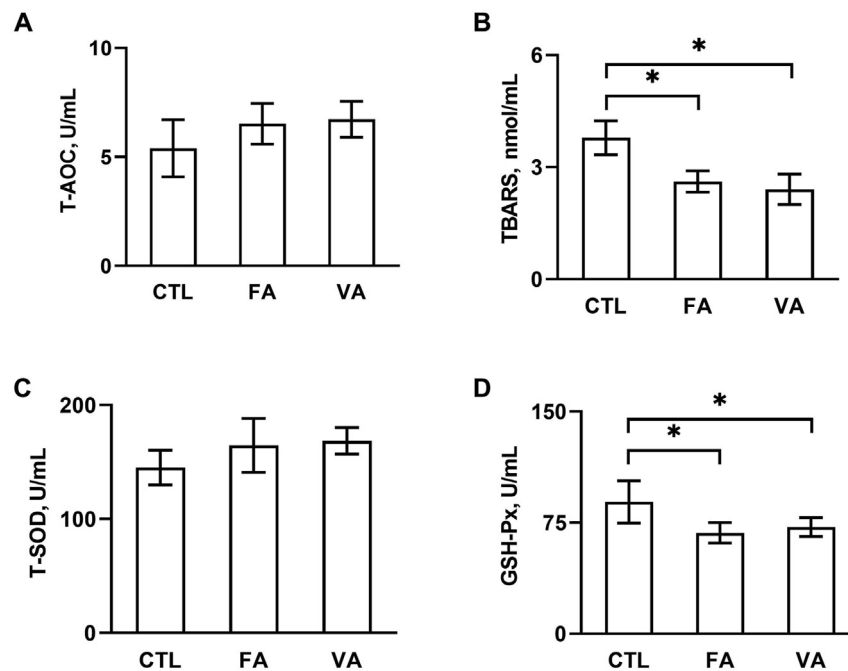 A
T-AOC, U/mL
10
5
0
CTL FA VA
B
TBARS, nmol/mL
6
3
0
*
*
CTL FA VA
C
T-SOD, U/mL
200
100
0
CTL FA VA
D
GSH-Px, U/mL
150
75
0
*
*
CTL FA VA